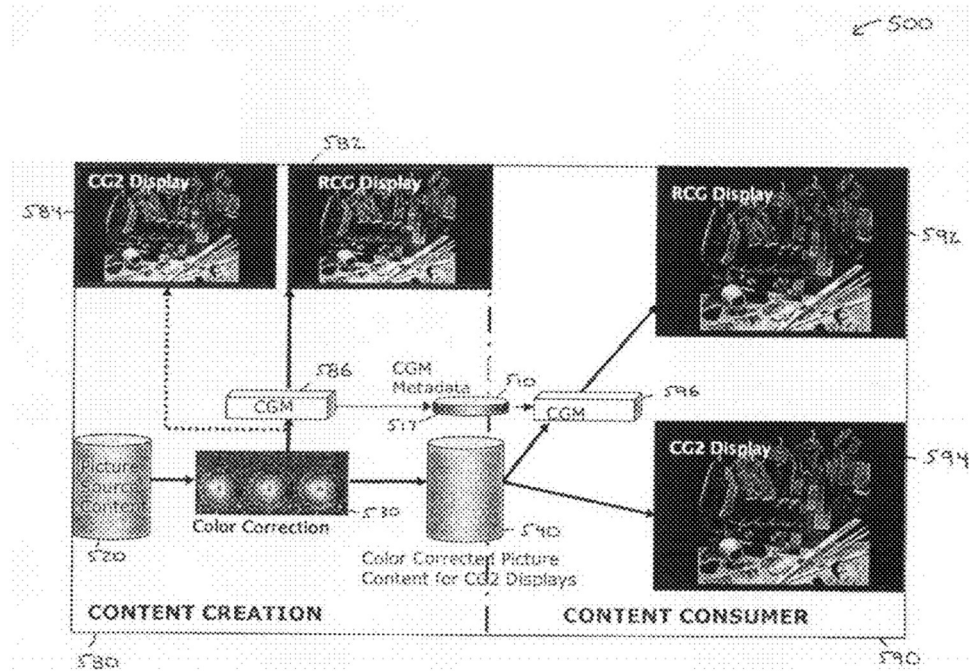 500
582
CG2 Display
RCG Display
RCG Display
584
592
586
CGM
Metadata
510
CGM
517
CGM
596
CG2 Display
594
Picture
Source
Content
530
Color Correction
520
540
Color Corrected Picture
Content for CG2 Displays
CONTENT CREATION
CONTENT CONSUMER
580
590